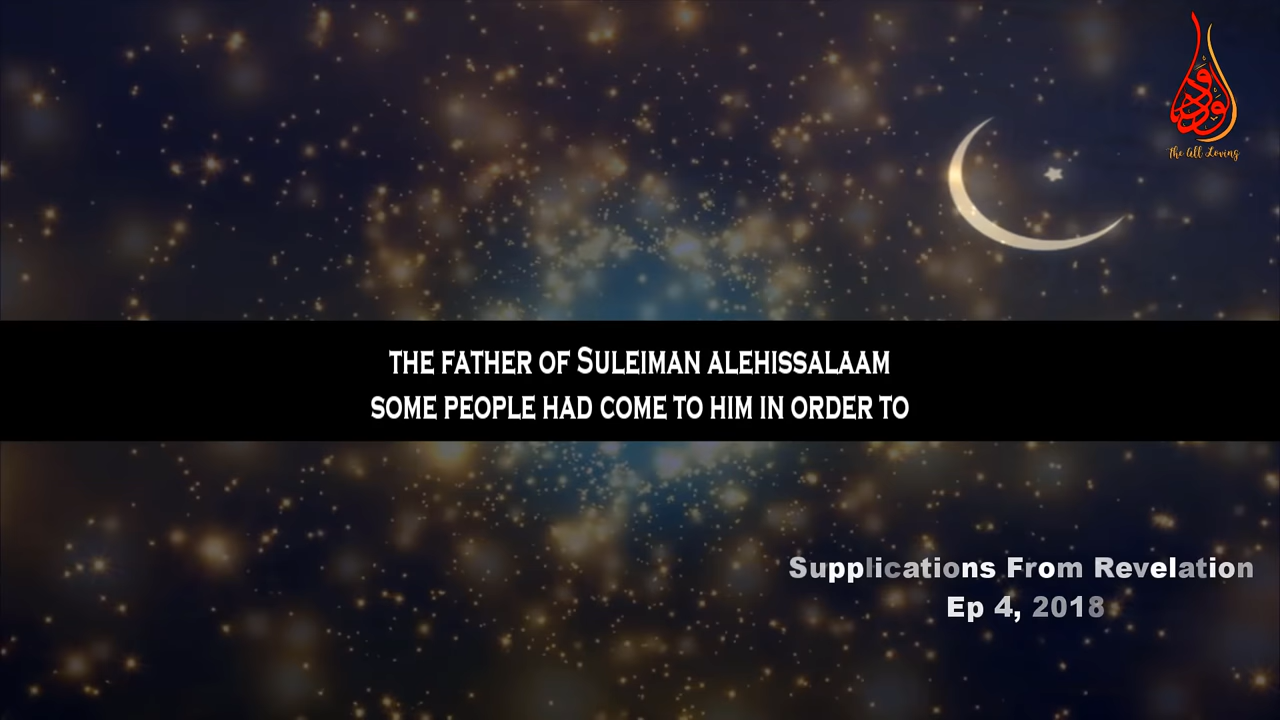 الودود
The All Loving
THE FATHER OF SULEIMAN ALEHISSALAAM
SOME PEOPLE HAD COME TO HIM IN ORDER TO
Supplications From Revelation
Ep 4, 2018